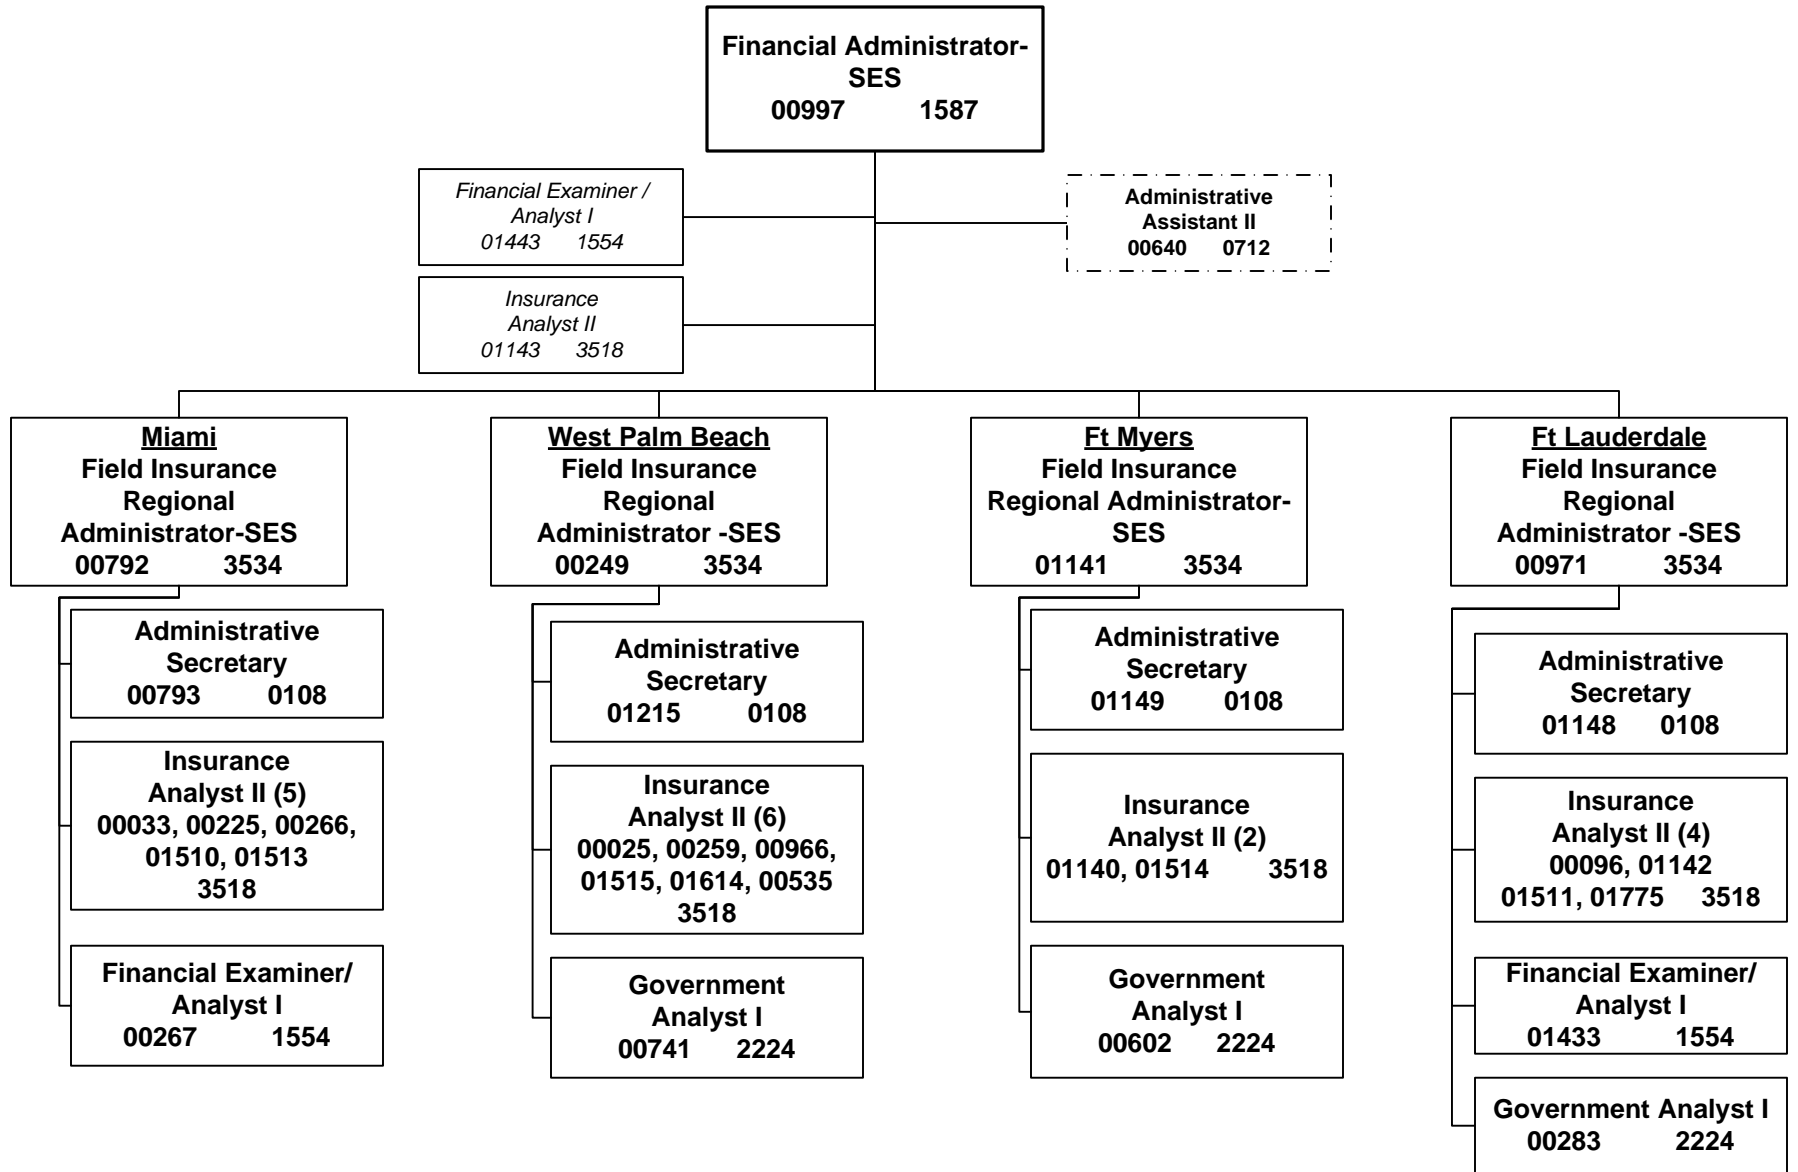 Financial Administrator-
SES
00997 1587
Financial Examiner /
Analyst I
01443 1554
Administrative
Assistant II
00640 0712
Insurance
Analyst II
01143 3518
Miami
Field Insurance
Regional
Administrator-SES
00792 3534
West Palm Beach
Field Insurance
Regional
Administrator -SES
00249 3534
Ft Myers
Field Insurance
Regional Administrator-
SES
01141 3534
Ft Lauderdale
Field Insurance
Regional
Administrator -SES
00971 3534
Administrative
Secretary
00793 0108
Insurance
Analyst II (5)
00033, 00225, 00266,
01510, 01513
3518
Financial Examiner/
Analyst I
00267 1554
Administrative
Secretary
01215 0108
Insurance
Analyst II (6)
00025, 00259, 00966,
01515, 01614, 00535
3518
Government
Analyst I
00741 2224
Administrative
Secretary
01149 0108
Insurance
Analyst II (2)
01140, 01514 3518
Government
Analyst I
00602 2224
Administrative
Secretary
01148 0108
Insurance
Analyst II (4)
00096, 01142
01511, 01775 3518
Financial Examiner/
Analyst I
01433 1554
Government Analyst I
00283 2224